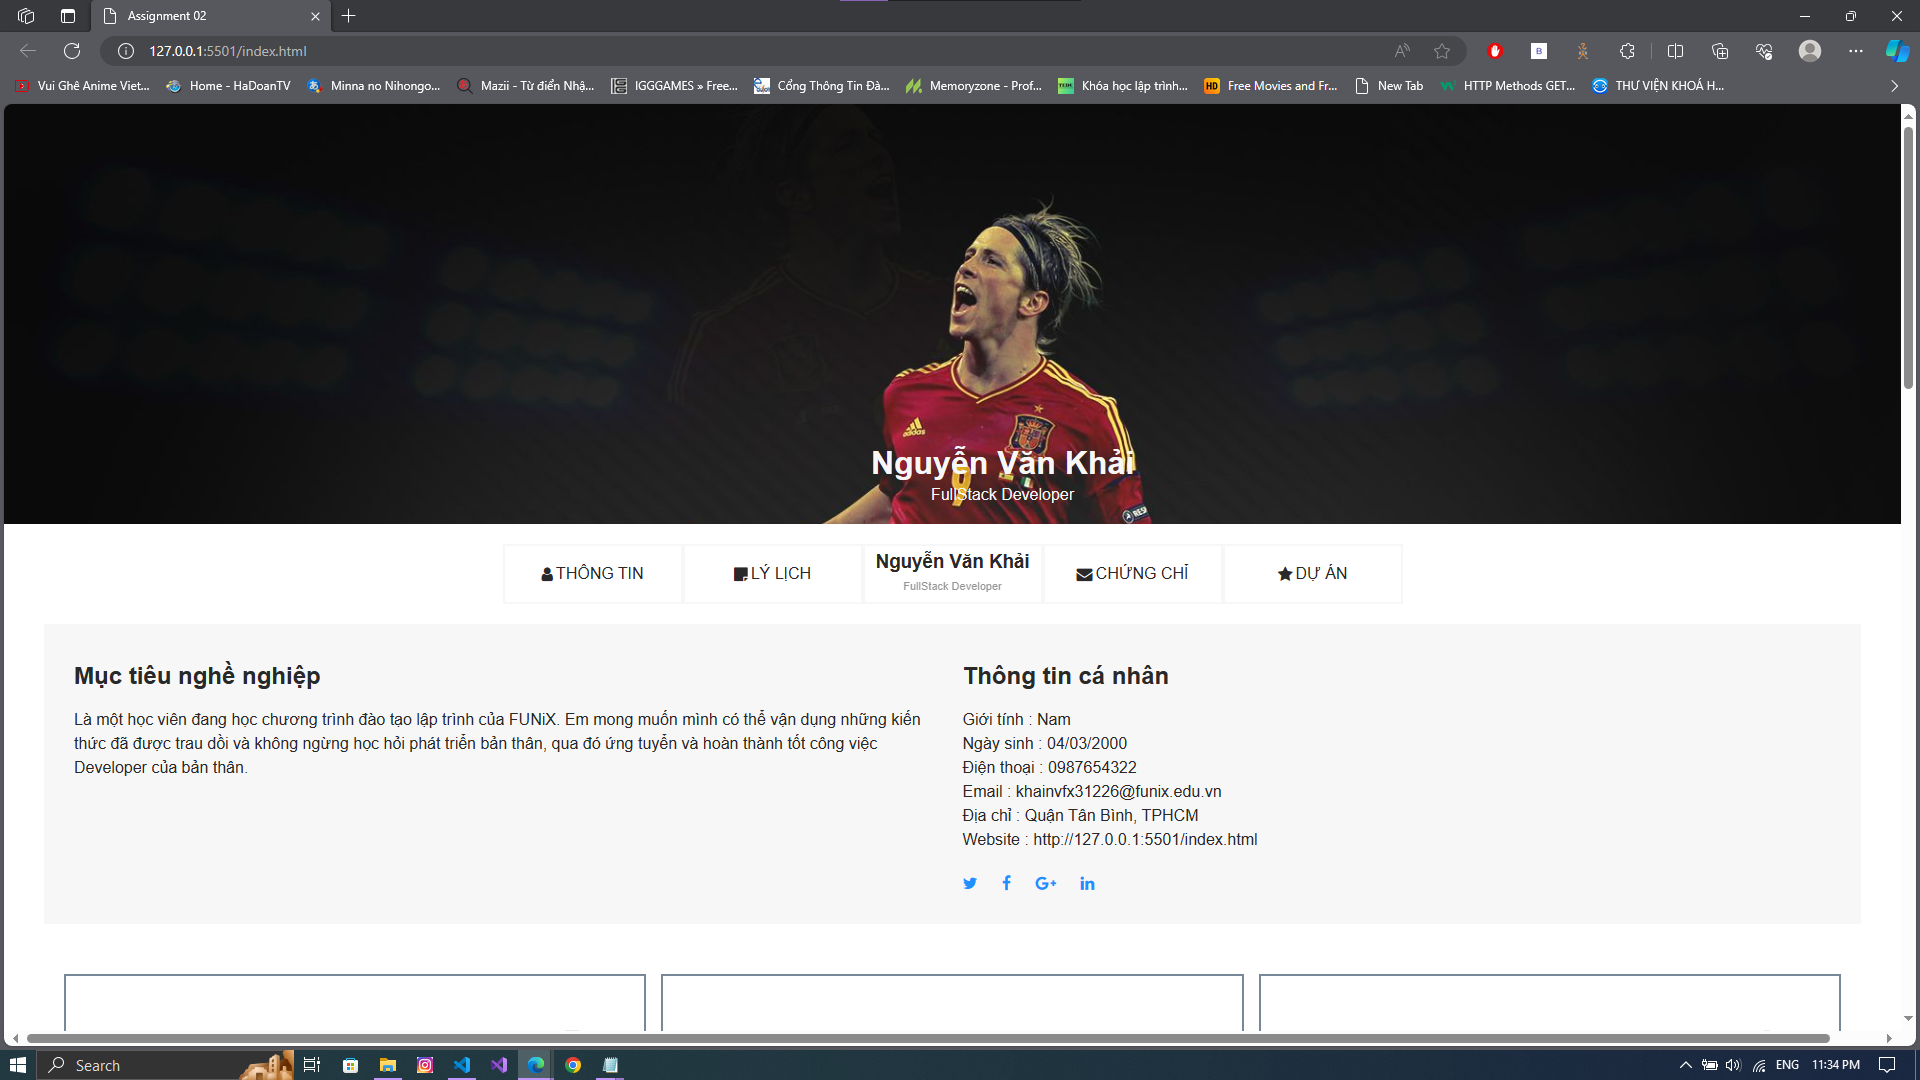 Assignment 02
127.0.0.1:5501/index.html
Vui Ghê Anime Viet...
Home - HaDoanTV
Minna no Nihongo...
Mazii - Từ điển Nhậ...
IGGGAMES » Free...
Cổng Thông Tin Đà...
Memoryzone - Prof...
Khóa học lập trình...
Free Movies and Fr...
New Tab
HTTP Methods GET...
THƯ VIỆN KHOÁ H...
adidas
9
RES
Nguyễn Văn Khải
FullStack Developer
THÔNG TIN
LÝ LỊCH
Nguyễn Văn Khải
FullStack Developer
CHỨNG CHỈ
DỰ ÁN
Mục tiêu nghề nghiệp
Là một học viên đang học chương trình đào tạo lập trình của FUNiX. Em mong muốn mình có thể vận dụng những kiến
thức đã được trau dồi và không ngừng học hỏi phát triển bản thân, qua đó ứng tuyển và hoàn thành tốt công việc
Developer của bản thân.
Thông tin cá nhân
Giới tính : Nam
Ngày sinh : 04/03/2000
Điện thoại : 0987654322
Email : khainvfx31226@funix.edu.vn
Địa chỉ : Quận Tân Bình, TPHCM
Website : http://127.0.0.1:5501/index.html
Search
ENG
11:34 PM